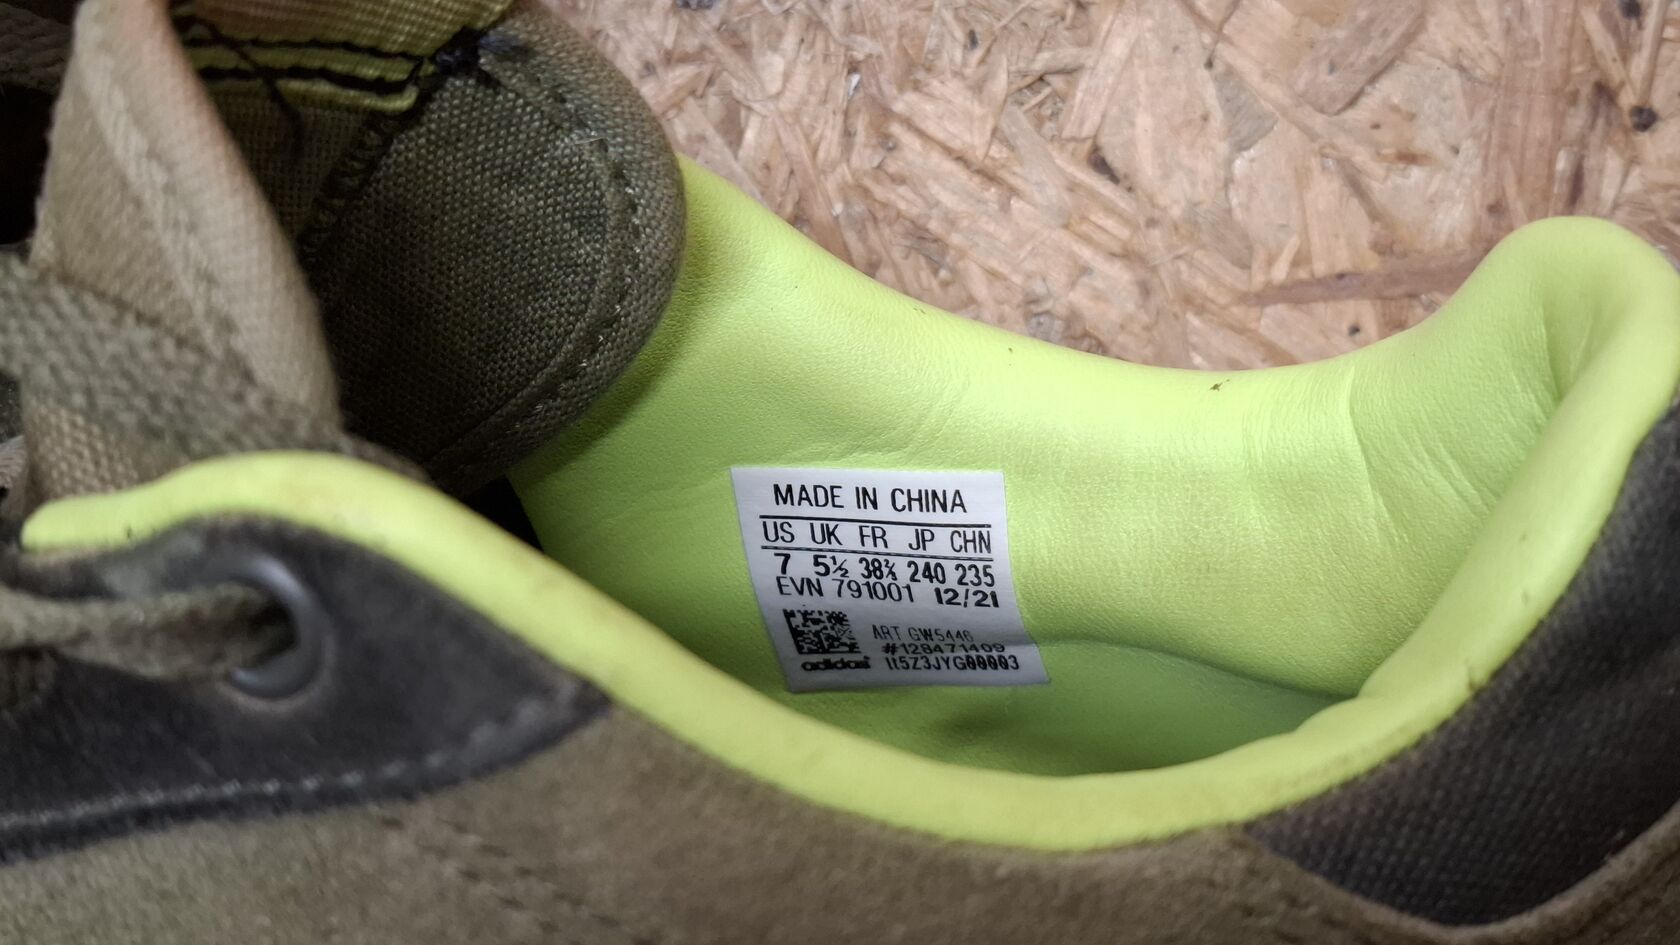 MADE IN CHINA
US UK FR JP CHN
7 5½ 38⅔ 240 235
EVN 791001 12/21
ART GW5446
#128471409
adidas 1t5Z3JYG00003